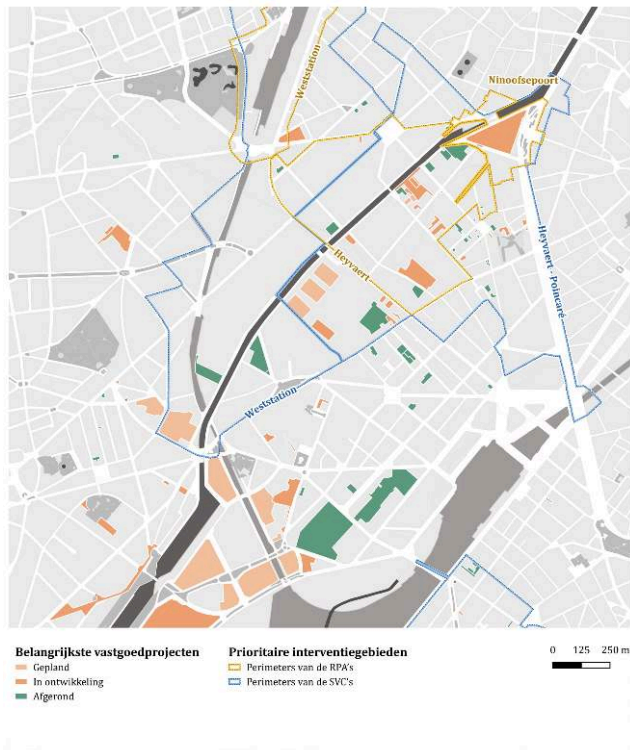 Weststation
Ninoofsepoort
Heyvaert
Heyvaert - Poincaré
Weststation
Belangrijkste vastgoedprojecten
Gepland
In ontwikkeling
Afgerond
Prioritaire interventiegebieden
Perimeters van de RPA's
Perimeters van de SVC's
0 125 250 m